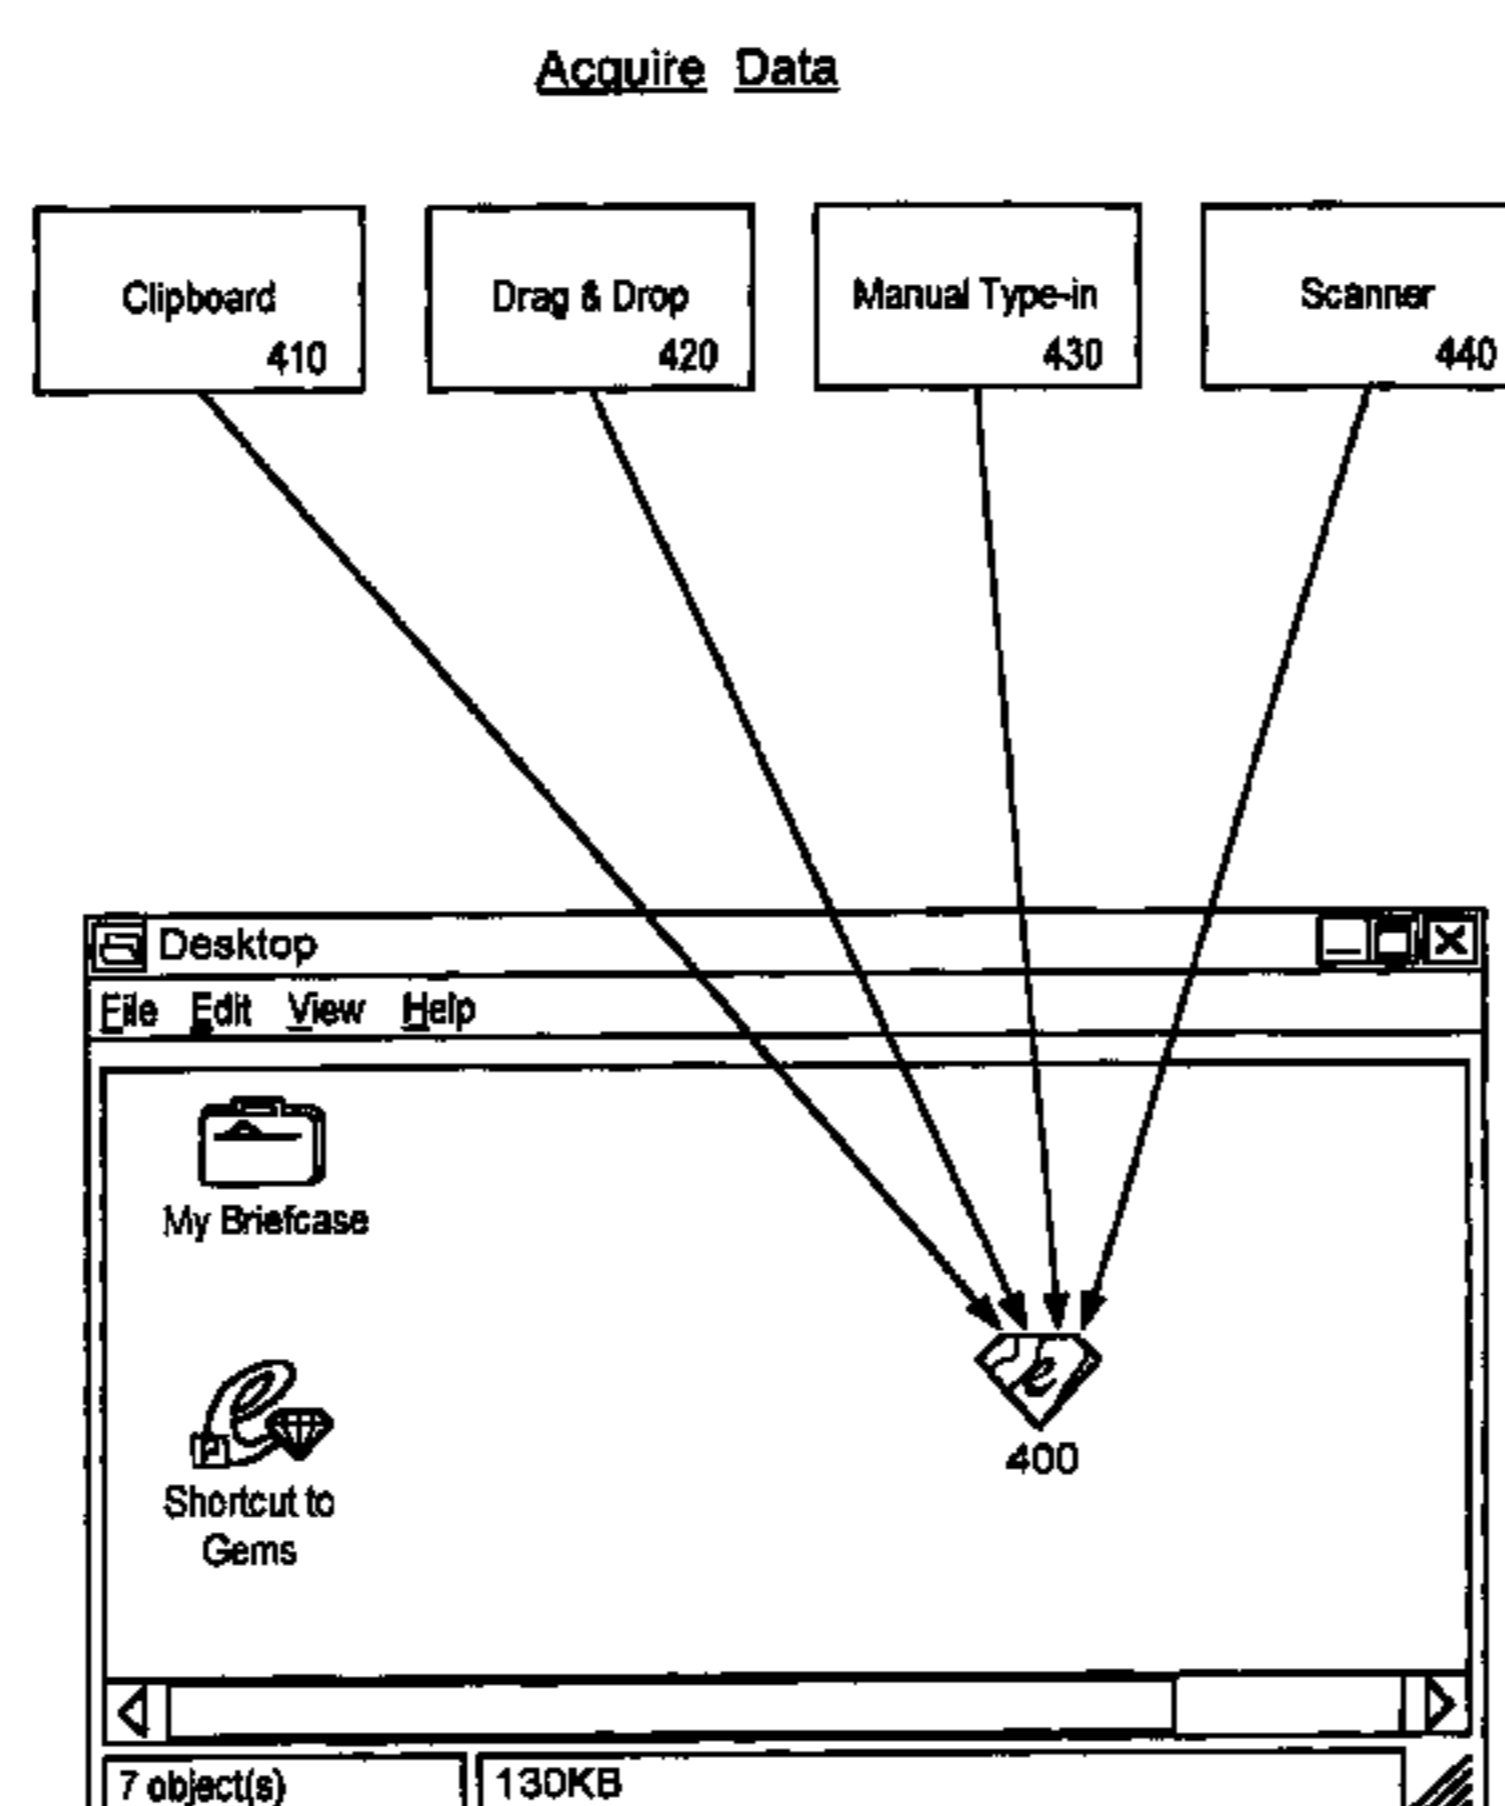 Acquire Data
Clipboard
410
Drag & Drop
420
Manual Type-in
430
Scanner
440
Desktop
File Edit View Help
My Briefcase
e
e
400
Shortcut to
Gems
7 object(s)
130KB